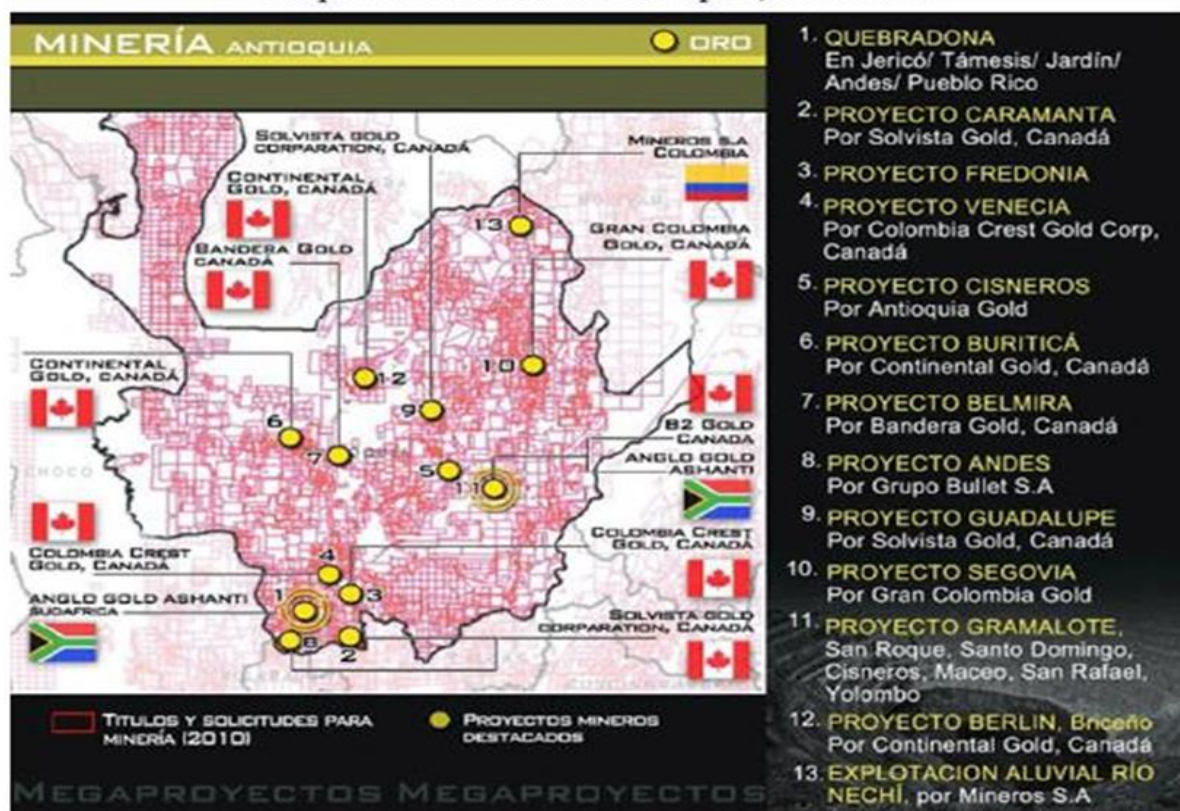 MINERÍA ANTIOQUIA
ORO
SOLVISTA GOLD
CORPARATION, CANADÁ
CONTINENTAL
GOLD, CANADÁ
BANDERA GOLD
CANADÁ
MINEROS S.A
COLOMBIA
GRAN COLOMBIA
GOLD, CANADÁ
CONTINENTAL
GOLD, CANADÁ
B2 GOLD
CANADA
ANGLO GOLD
ASHANTI
CHOCÓ
COLOMBIA CREST
GOLD, CANADÁ
COLOMBIA CREST
GOLD, CANADÁ
ANGLO GOLD ASHANTI
SUDAFRICA
SOLVISTA GOLD
CORPARATION, CANADÁ
13
12
10
9
6
7
5
11
4
1
3
8
2
TITULOS Y SOLICITUDES PARA
MINERÍA (2010)
PROYECTOS MINEROS
DESTACADOS
MEGAPROYECTOS MEGAPROYECTOS
1. QUEBRADONA
En Jericó/ Támesis/ Jardín/
Andes/ Pueblo Rico
2. PROYECTO CARAMANTA
Por Solvista Gold, Canadá
3. PROYECTO FREDONIA
4. PROYECTO VENECIA
Por Colombia Crest Gold Corp,
Canadá
5. PROYECTO CISNEROS
Por Antioquia Gold
6. PROYECTO BURITICÁ
Por Continental Gold, Canadá
7. PROYECTO BELMIRA
Por Bandera Gold, Canadá
8. PROYECTO ANDES
Por Grupo Bullet S.A
9. PROYECTO GUADALUPE
Por Solvista Gold, Canadá
10. PROYECTO SEGOVIA
Por Gran Colombia Gold
11. PROYECTO GRAMALOTE,
San Roque, Santo Domingo,
Cisneros, Maceo, San Rafael,
Yolombo
12. PROYECTO BERLIN, Briceño
Por Continental Gold, Canadá
13. EXPLOTACION ALUVIAL RÍO
NECHÍ, por Mineros S.A